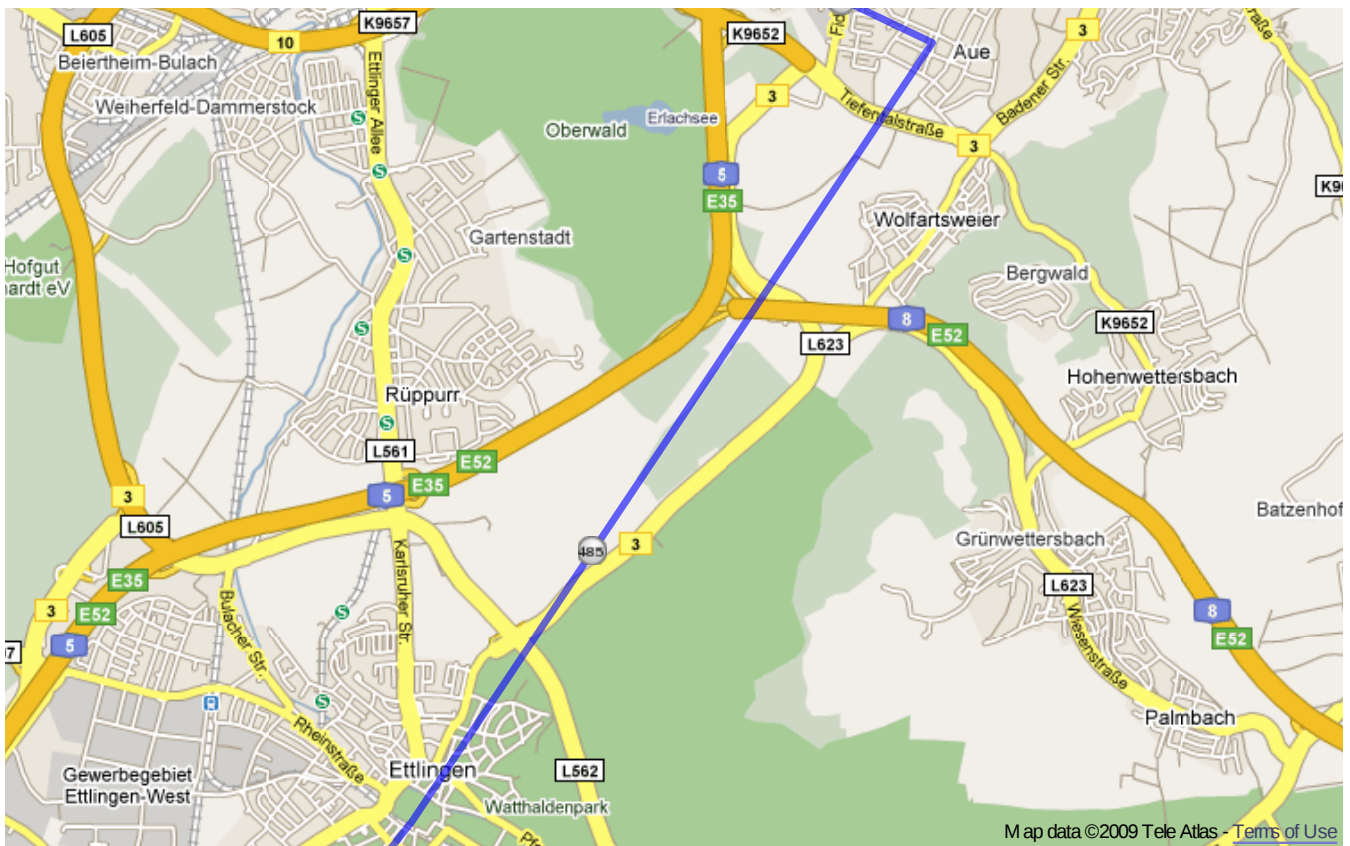 L605
K9657
10
K9652
3
Aue
Beiertheim-Bulach
Ettlinger Allee
Weiherfeld-Dammerstock
3
Badener Str.
Erlachsee
Oberwald
Tiefentalstraße
3
S
S
5
E35
K9
Wolfartsweier
Gartenstadt
S
Hofgut
hardt eV
Bergwald
S
8
K9652
E52
L623
Hohenwettersbach
Rüppurr
S
L561
E52
E35
5
3
L605
Batzenhof
Grünwettersbach
485
3
Karlsruher Str.
E35
L623
3
E52
S
Bulacher Str.
8
E52
5
7
Wiesenstraße
S
Rheinstraße
Palmbach
Gewerbegebiet
Ettlingen-West
Ettlingen
L562
Watthaldenpark
Map data ©2009 Tele Atlas - Terms of Use